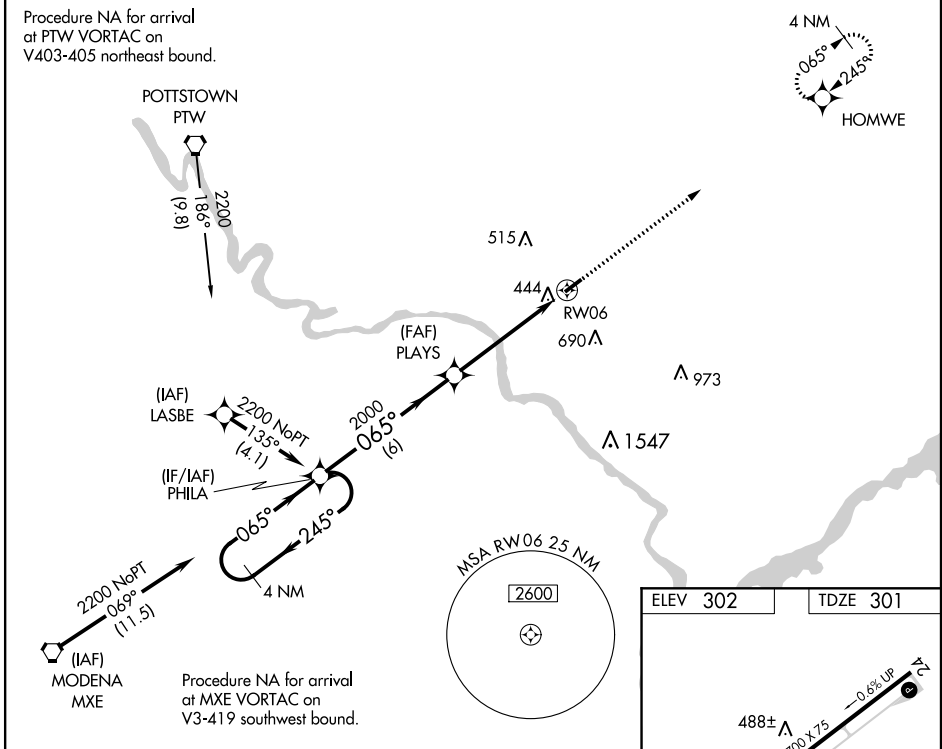 Procedure NA for arrival
at PTW VORTAC on
V403-405 northeast bound.
4 NM
065°
245°
HOMWE
POTTSTOWN
PTW
2200
186°
(9.8)
515
444
RW06
690
973
1547
(FAF)
PLAYS
(IAF)
LASBE
2200 NoPT
135°
(4.1)
2000
065°
(6)
(IF/IAF)
PHILA
065°
245°
4 NM
2200 NoPT
069°
(11.5)
(IAF)
MODENA
MXE
Procedure NA for arrival
at MXE VORTAC on
V3-419 southwest bound.
MSA RW06 25 NM
2600
ELEV 302
TDZE 301
24
P
0.6% UP
488±